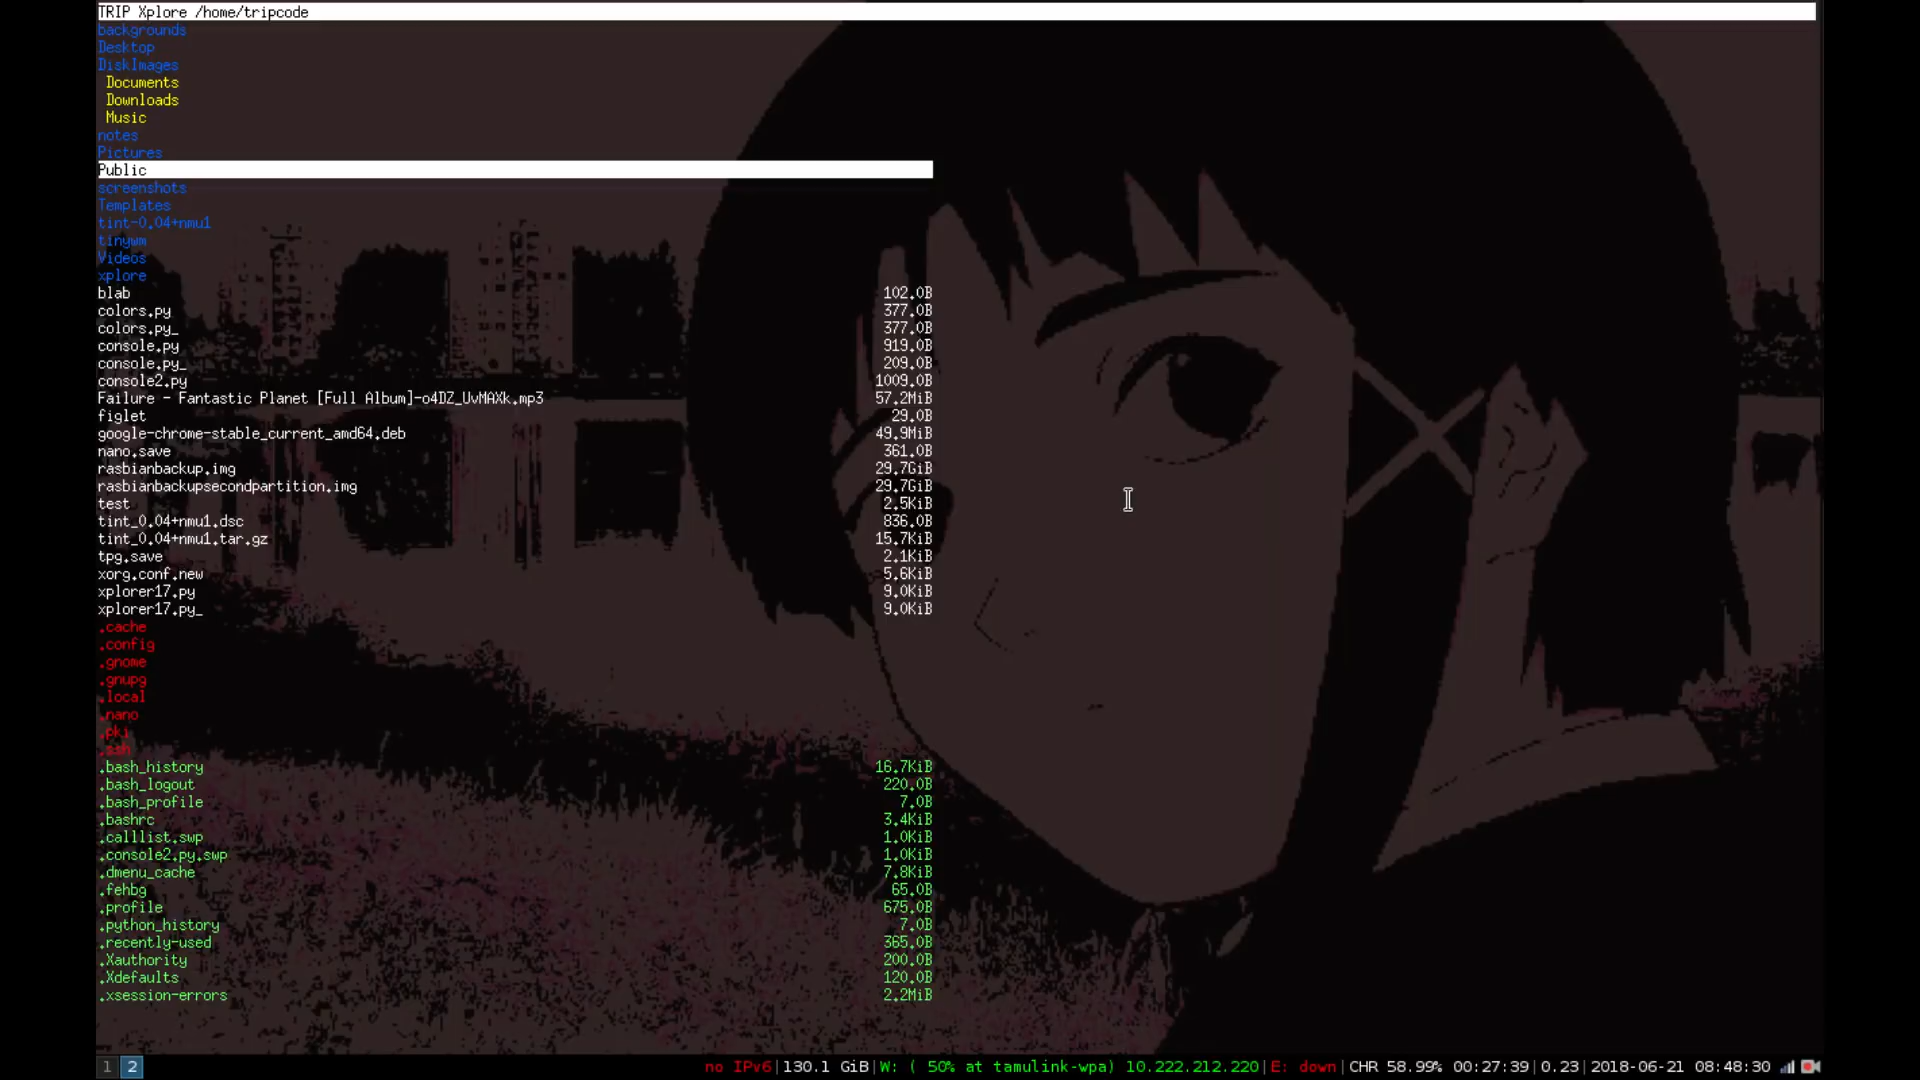 TRIP Xplore /home/tripcode
backgrounds
Desktop
DiskImages
Documents
Downloads
Music
notes
Pictures
Public
screenshots
Templates
tint-0.04+nmu1
tinywm
Videos
xplore
blab 102.0B
colors.py 377.0B
colors.py_ 377.0B
console.py 919.0B
console.py_ 209.0B
console2.py 1009.0B
Failure - Fantastic Planet [Full Album]-o4DZ_UvMAXk.mp3 57.2MiB
figlet 29.0B
google-chrome-stable_current_amd64.deb 49.9MiB
nano.save 361.0B
rasbianbackup.img 29.7GiB
rasbianbackupsecondpartition.img 29.7GiB
test 2.5KiB
tint_0.04+nmu1.dsc 836.0B
tint_0.04+nmu1.tar.gz 15.7KiB
tpg.save 2.1KiB
xorg.conf.new 5.6KiB
xplorer17.py 9.0KiB
xplorer17.py_ 9.0KiB
.cache
.config
.gnome
.gnupg
.local
.nano
.pki
.ssh
.bash_history 16.7KiB
.bash_logout 220.0B
.bash_profile 7.0B
.bashrc 3.4KiB
.calllist.swp 1.0KiB
.console2.py.swp 1.0KiB
.dmenu_cache 7.8KiB
.fehbg 65.0B
.profile 675.0B
.python_history 7.0B
.recently-used 365.0B
.Xauthority 200.0B
.Xdefaults 120.0B
.xsession-errors 2.2MiB
1 2 no IPv6|130.1 GiB|W: ( 50% at tamulink-wpa) 10.222.212.220|E: down|CHR 58.99% 00:27:39|0.23|2018-06-21 08:48:30